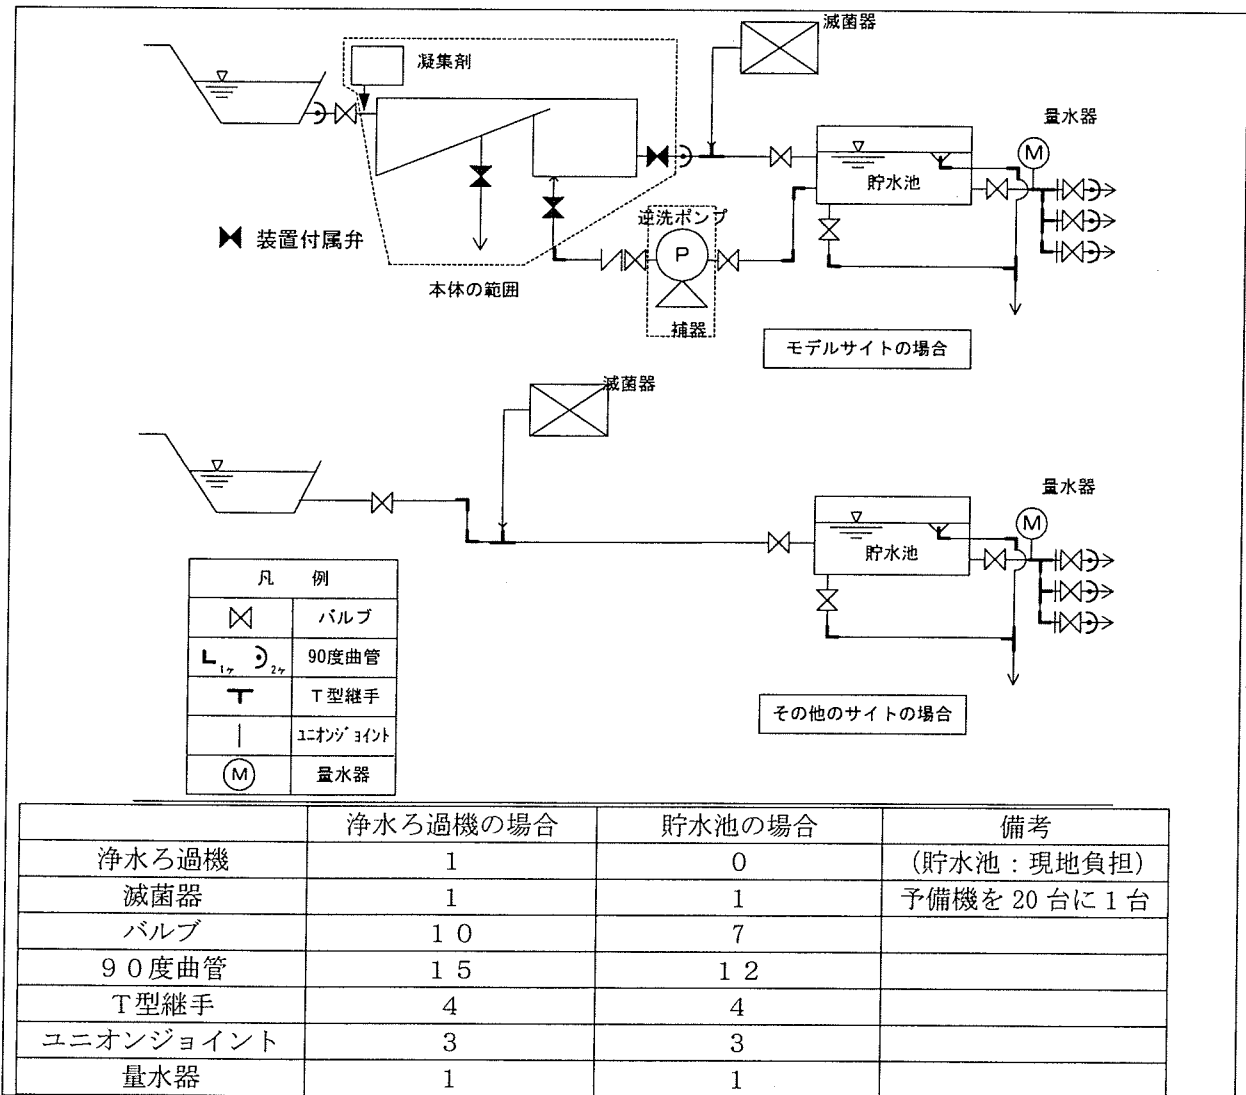 滅菌器
凝集剤
量水器
M
貯水池
逆洗ポンプ
P
装置付属弁
本体の範囲
補器
モデルサイトの場合
滅菌器
量水器
M
貯水池
その他のサイトの場合
凡 例
バルブ
1ヶ 2ヶ 90度曲管
T型継手
ユニオンジョイント
M 量水器
浄水ろ過機の場合 貯水池の場合 備考
浄水ろ過機 1 0 (貯水池:現地負担)
滅菌器 1 1 予備機を 20 台に 1 台
バルブ 10 7
90度曲管 15 12
T型継手 4 4
ユニオンジョイント 3 3
量水器 1 1